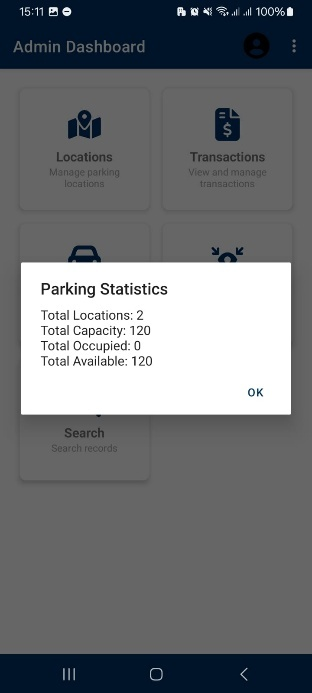 15:11
100%
Admin Dashboard
Locations
Manage parking
locations
Transactions
View and manage
transactions
Parking Statistics
Total Locations: 2
Total Capacity: 120
Total Occupied: 0
Total Available: 120
OK
Search
Search records